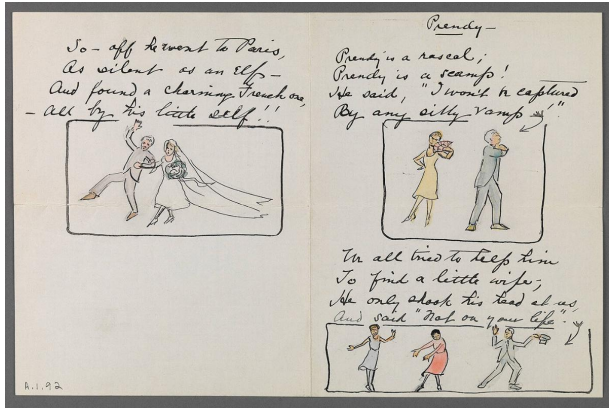 So – off he went to Paris,
As silent as an elf –
And found a charming French one,
– All by his little self!!
A.1.92
Prendy –
Prendy is a rascal;
Prendy is a scamp!
He said, "I won't be captured
By any silly vamp!"
We all tried to help him
To find a little wife;
He only shook his head at us,
And said "Not on your life".